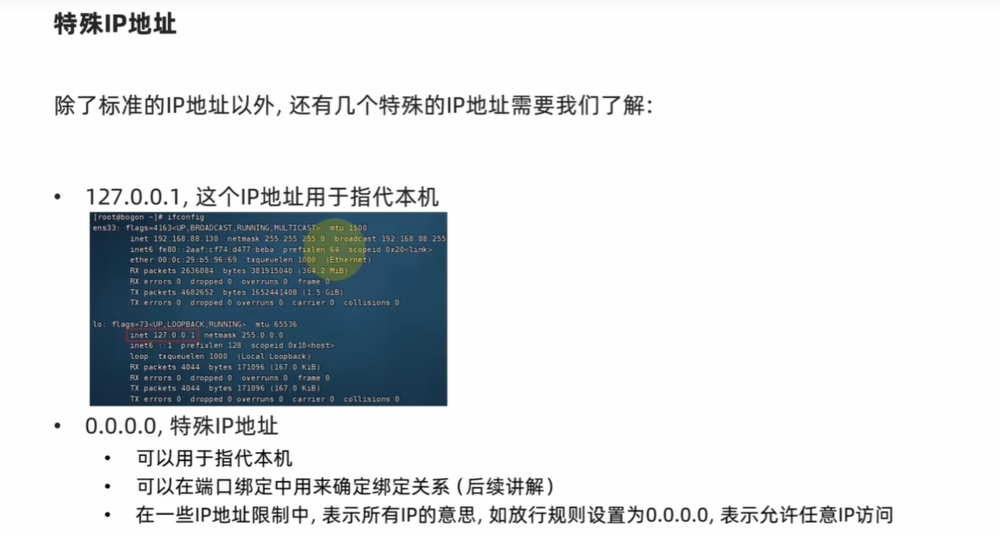 特殊IP地址
除了标准的IP地址以外, 还有几个特殊的IP地址需要我们了解:
• 127.0.0.1, 这个IP地址用于指代本机
[root@bogon ~]# ifconfig
ens33: flags=4163<UP,BROADCAST,RUNNING,MULTICAST> mtu 1500
inet 192.168.88.130 netmask 255.255.255.0 broadcast 192.168.88.255
inet6 fe80::2aaf:cf74:d477:beba prefixlen 64 scopeid 0x20<link>
ether 00:0c:29:b5:96:69 txqueuelen 1000 (Ethernet)
RX packets 2636084 bytes 381915040 (364.2 MiB)
RX errors 0 dropped 0 overruns 0 frame 0
TX packets 4682652 bytes 1652441408 (1.5 GiB)
TX errors 0 dropped 0 overruns 0 carrier 0 collisions 0
lo: flags=73<UP,LOOPBACK,RUNNING> mtu 65536
inet 127.0.0.1 netmask 255.0.0.0
inet6 ::1 prefixlen 128 scopeid 0x10<host>
loop txqueuelen 1000 (Local Loopback)
RX packets 4044 bytes 171096 (167.0 KiB)
RX errors 0 dropped 0 overruns 0 frame 0
TX packets 4044 bytes 171096 (167.0 KiB)
TX errors 0 dropped 0 overruns 0 carrier 0 collisions 0
• 0.0.0.0, 特殊IP地址
• 可以用于指代本机
• 可以在端口绑定中用来确定绑定关系(后续讲解)
• 在一些IP地址限制中, 表示所有IP的意思, 如放行规则设置为0.0.0.0, 表示允许任意IP访问